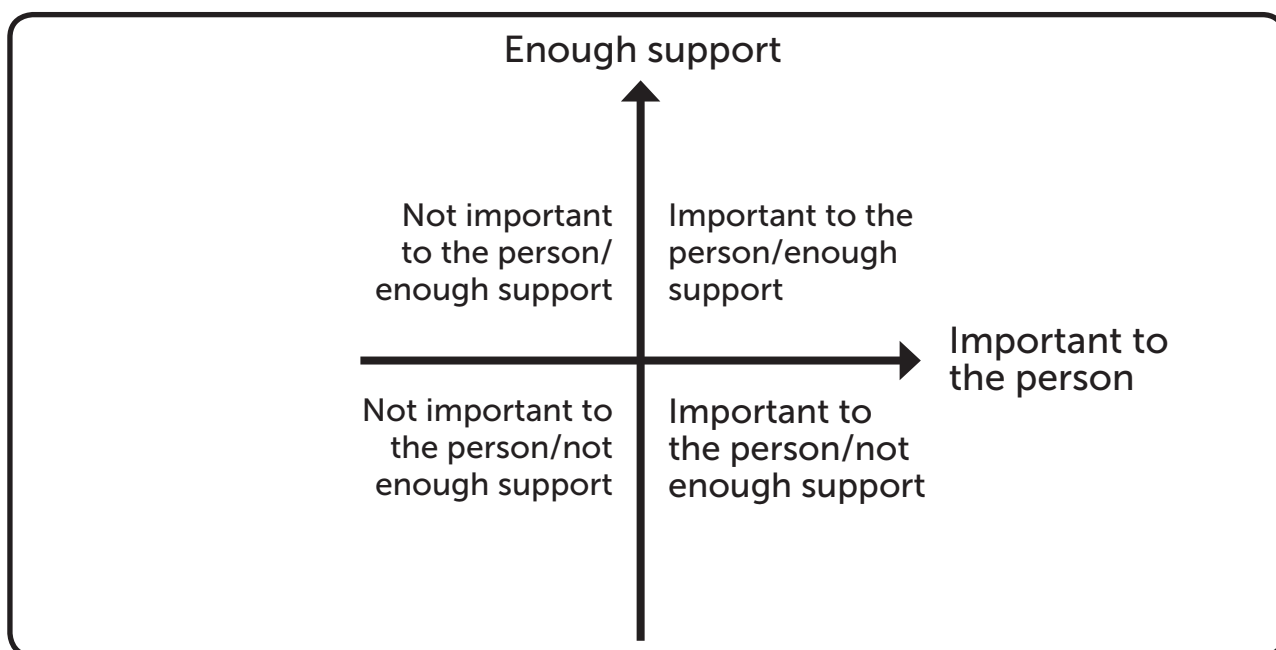 Enough support
Not important
to the person/
enough support
Important to the
person/enough
support
Important to
the person
Not important to
the person/not
enough support
Important to
the person/not
enough support